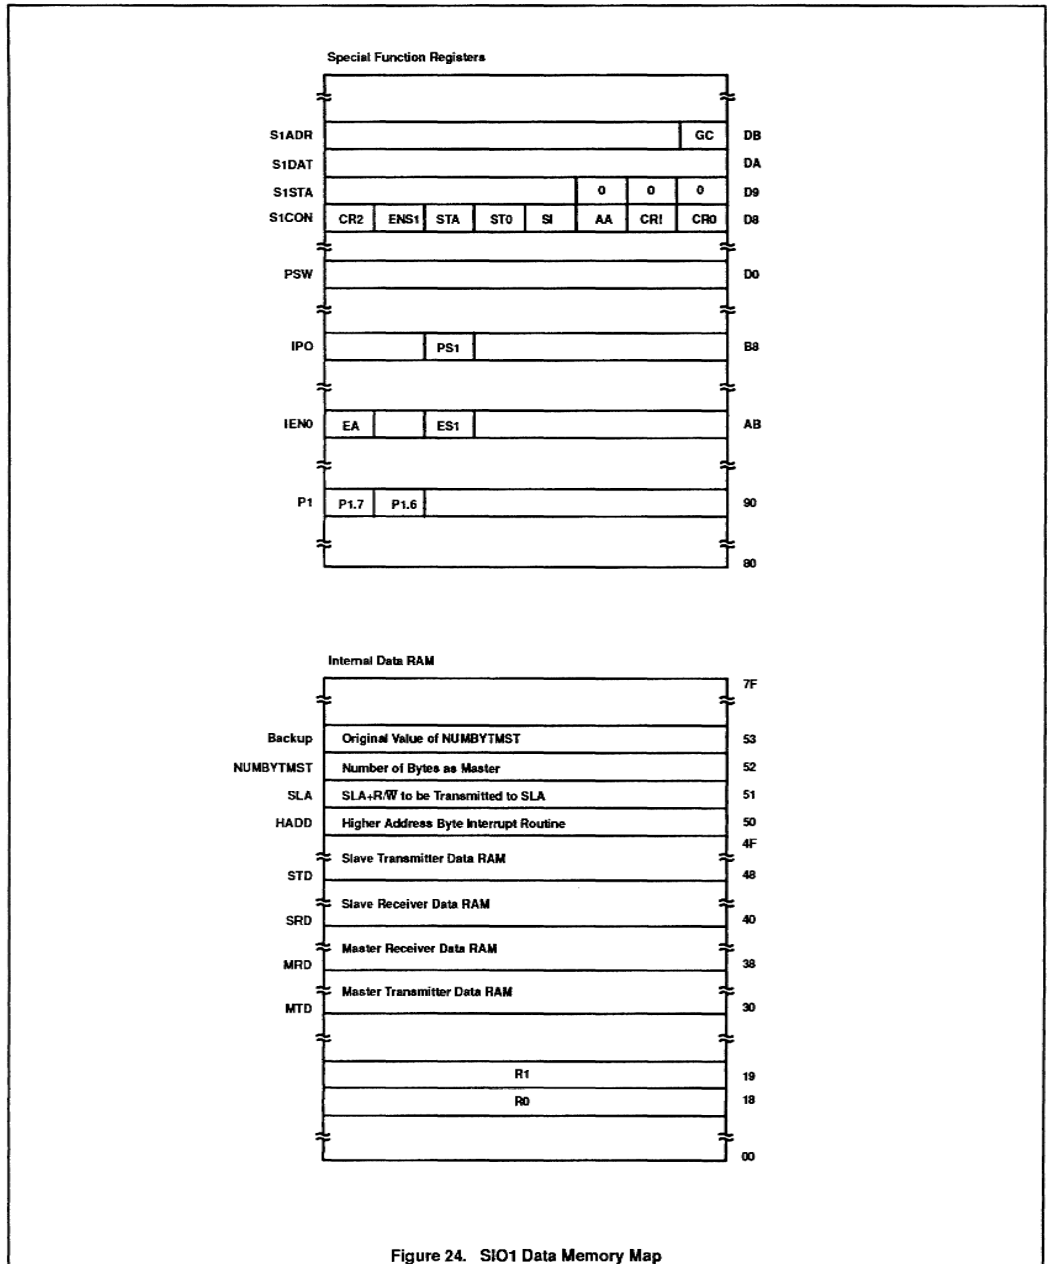 Special Function Registers
S1ADR GC DB
S1DAT DA
S1STA 0 0 0 D9
S1CON CR2 ENS1 STA ST0 SI AA CR! CR0 D8
PSW D0
IPO PS1 B8
IEN0 EA ES1 AB
P1 P1.7 P1.6 90
80
Internal Data RAM
7F
Backup Original Value of NUMBYTMST 53
NUMBYTMST Number of Bytes as Master 52
SLA SLA+R/W̅ to be Transmitted to SLA 51
HADD Higher Address Byte Interrupt Routine 50
4F
Slave Transmitter Data RAM
STD 48
Slave Receiver Data RAM
SRD 40
Master Receiver Data RAM
MRD 38
Master Transmitter Data RAM
MTD 30
R1 19
R0 18
00
Figure 24. SIO1 Data Memory Map